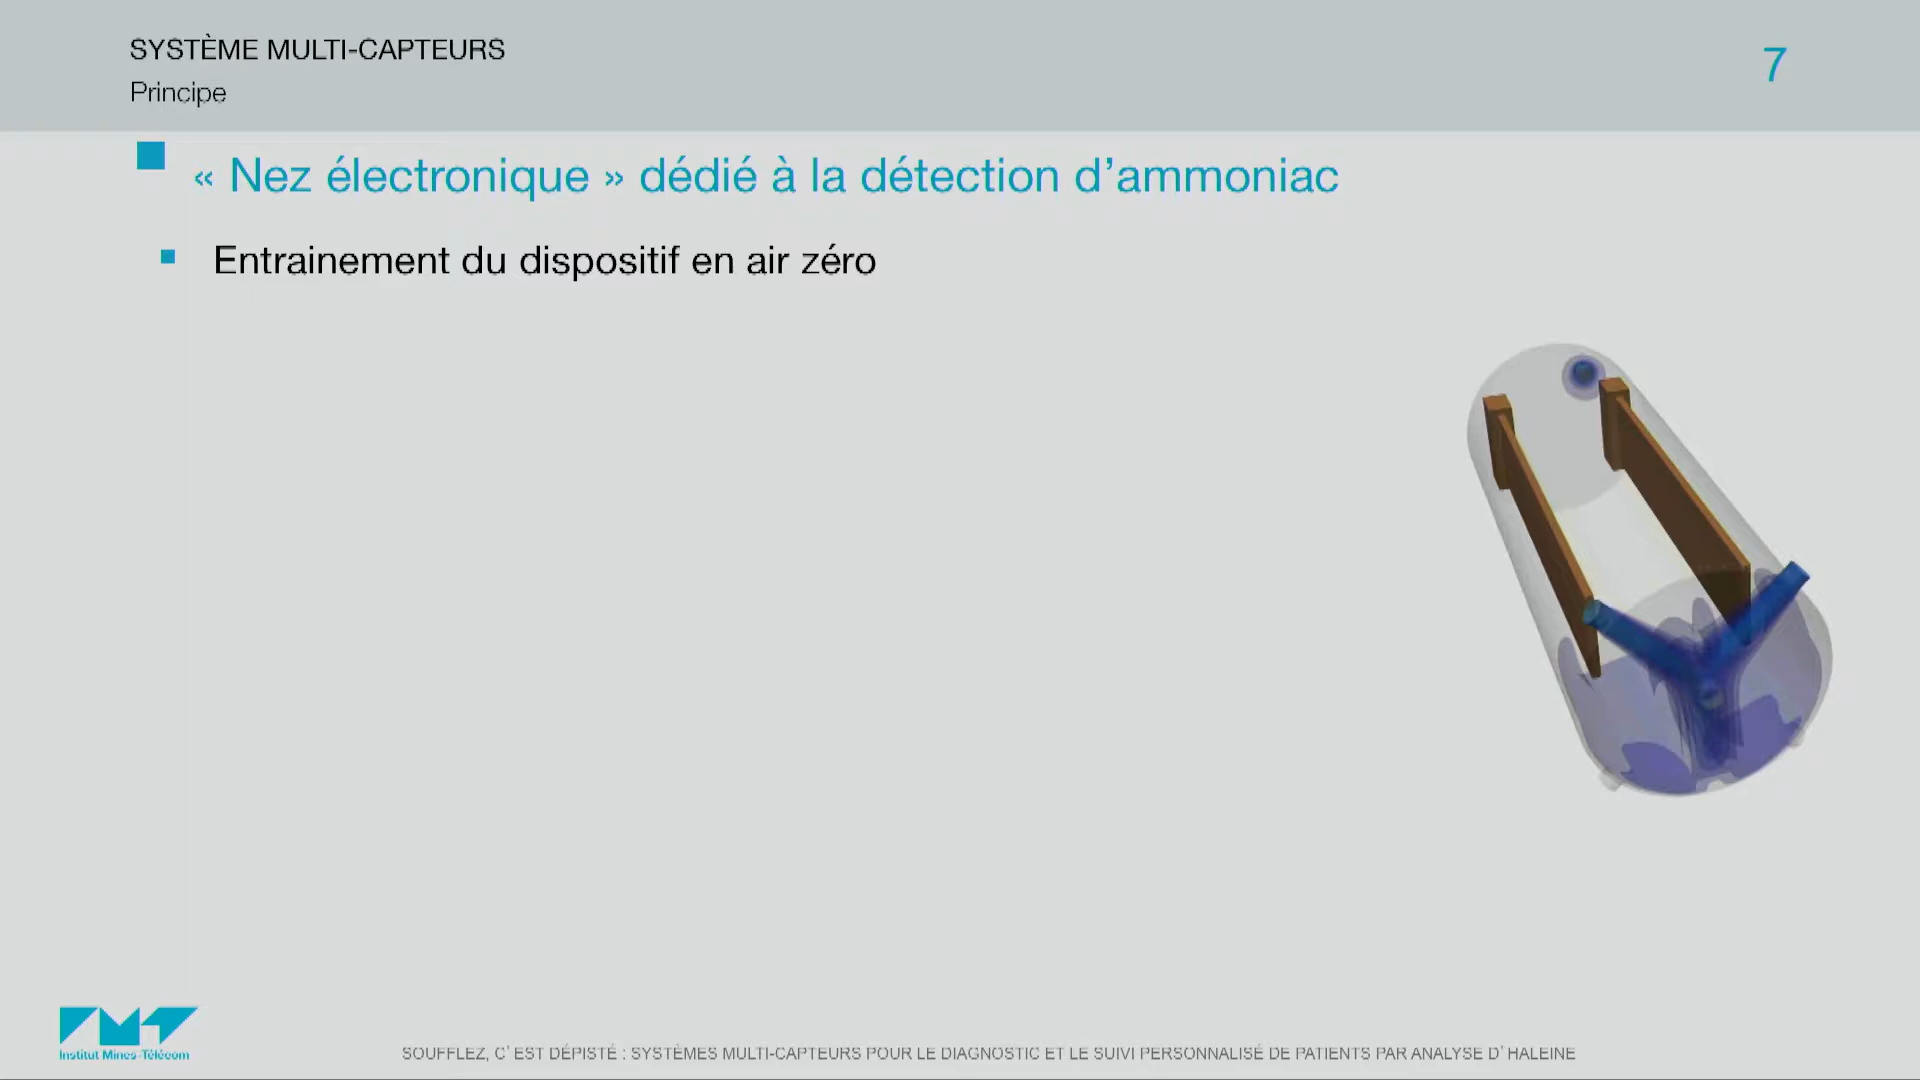 SYSTÈME MULTI-CAPTEURS
Principe
7
« Nez électronique » dédié à la détection d’ammoniac
Entrainement du dispositif en air zéro
Institut Mines-Télécom
SOUFFLEZ, C’EST DÉPISTÉ : SYSTÈMES MULTI-CAPTEURS POUR LE DIAGNOSTIC ET LE SUIVI PERSONNALISÉ DE PATIENTS PAR ANALYSE D’HALEINE